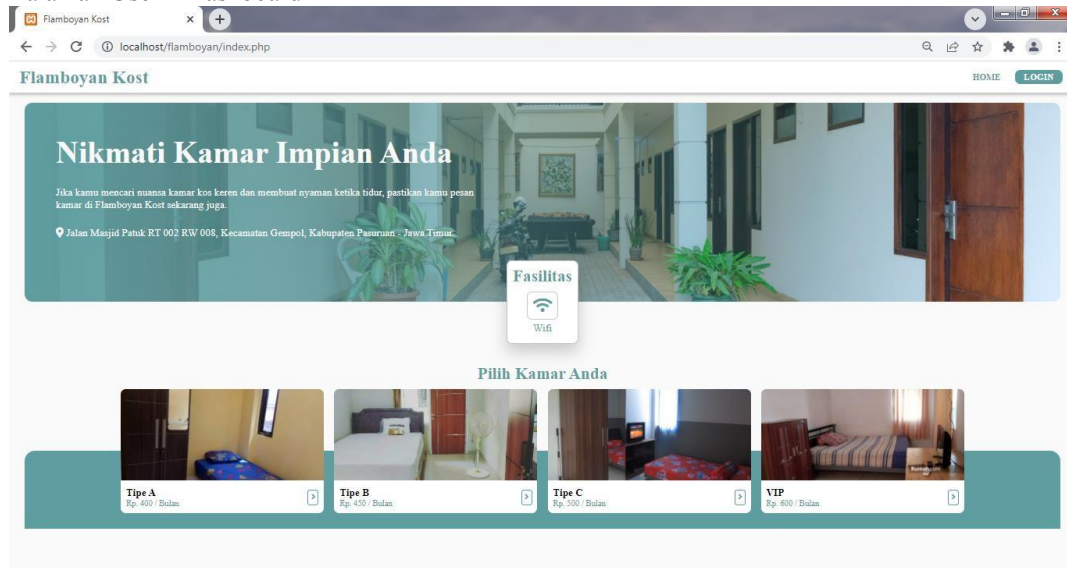 Flamboyan Kost
localhost/flamboyan/index.php
Flamboyan Kost
HOME
LOGIN
Nikmati Kamar Impian Anda
Jika kamu mencari nuansa kamar kos keren dan membuat nyaman ketika tidur, pastikan kamu pesan
kamar di Flamboyan Kost sekarang juga.
Jalan Masjid Patuk RT 002 RW 008, Kecamatan Gempol, Kabupaten Pasuruan - Jawa Timur.
Fasilitas
Wifi
Pilih Kamar Anda
Tipe A
Rp. 400 / Bulan
Tipe B
Rp. 450 / Bulan
Tipe C
Rp. 500 / Bulan
VIP
Rp. 600 / Bulan